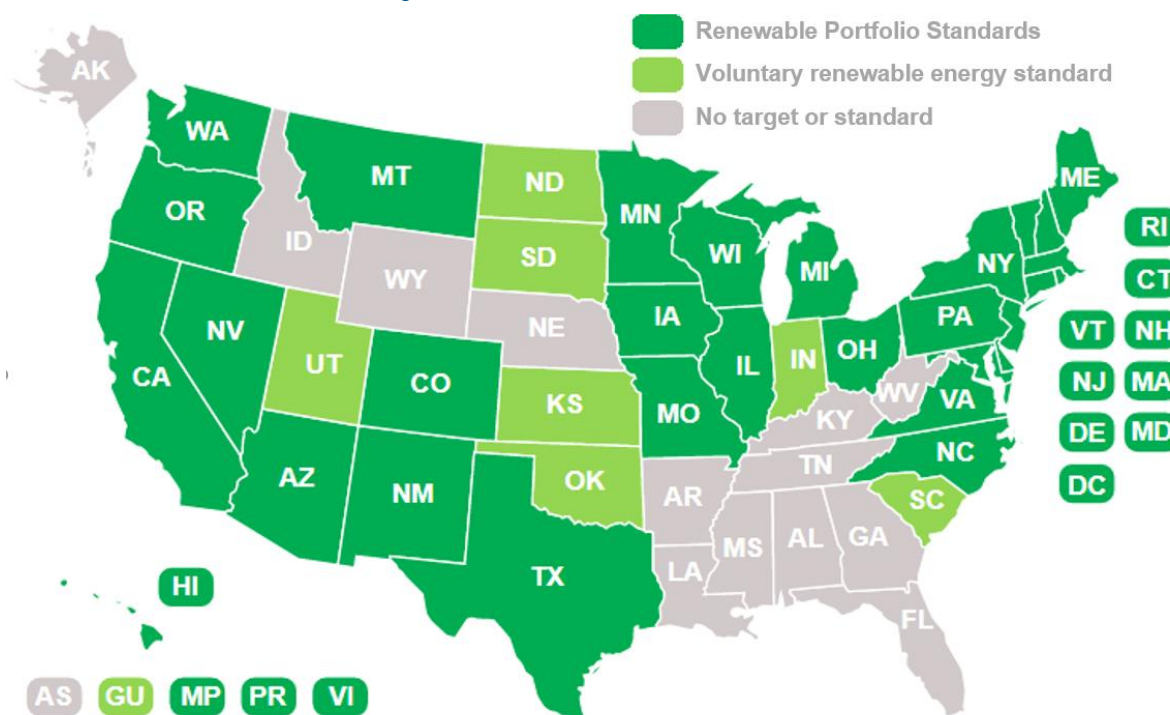 Renewable Portfolio Standards
Voluntary renewable energy standard
No target or standard
AK
WA
MT
ND
MN
ME
OR
ID
SD
WI
MI
NY
RI
WY
CT
NV
NE
IA
PA
VT
NH
CA
UT
CO
IL
IN
OH
NJ
MA
KS
MO
KY
WV
VA
DE
MD
AZ
NM
OK
AR
TN
NC
DC
SC
TX
MS
AL
GA
LA
FL
HI
AS
GU
MP
PR
VI